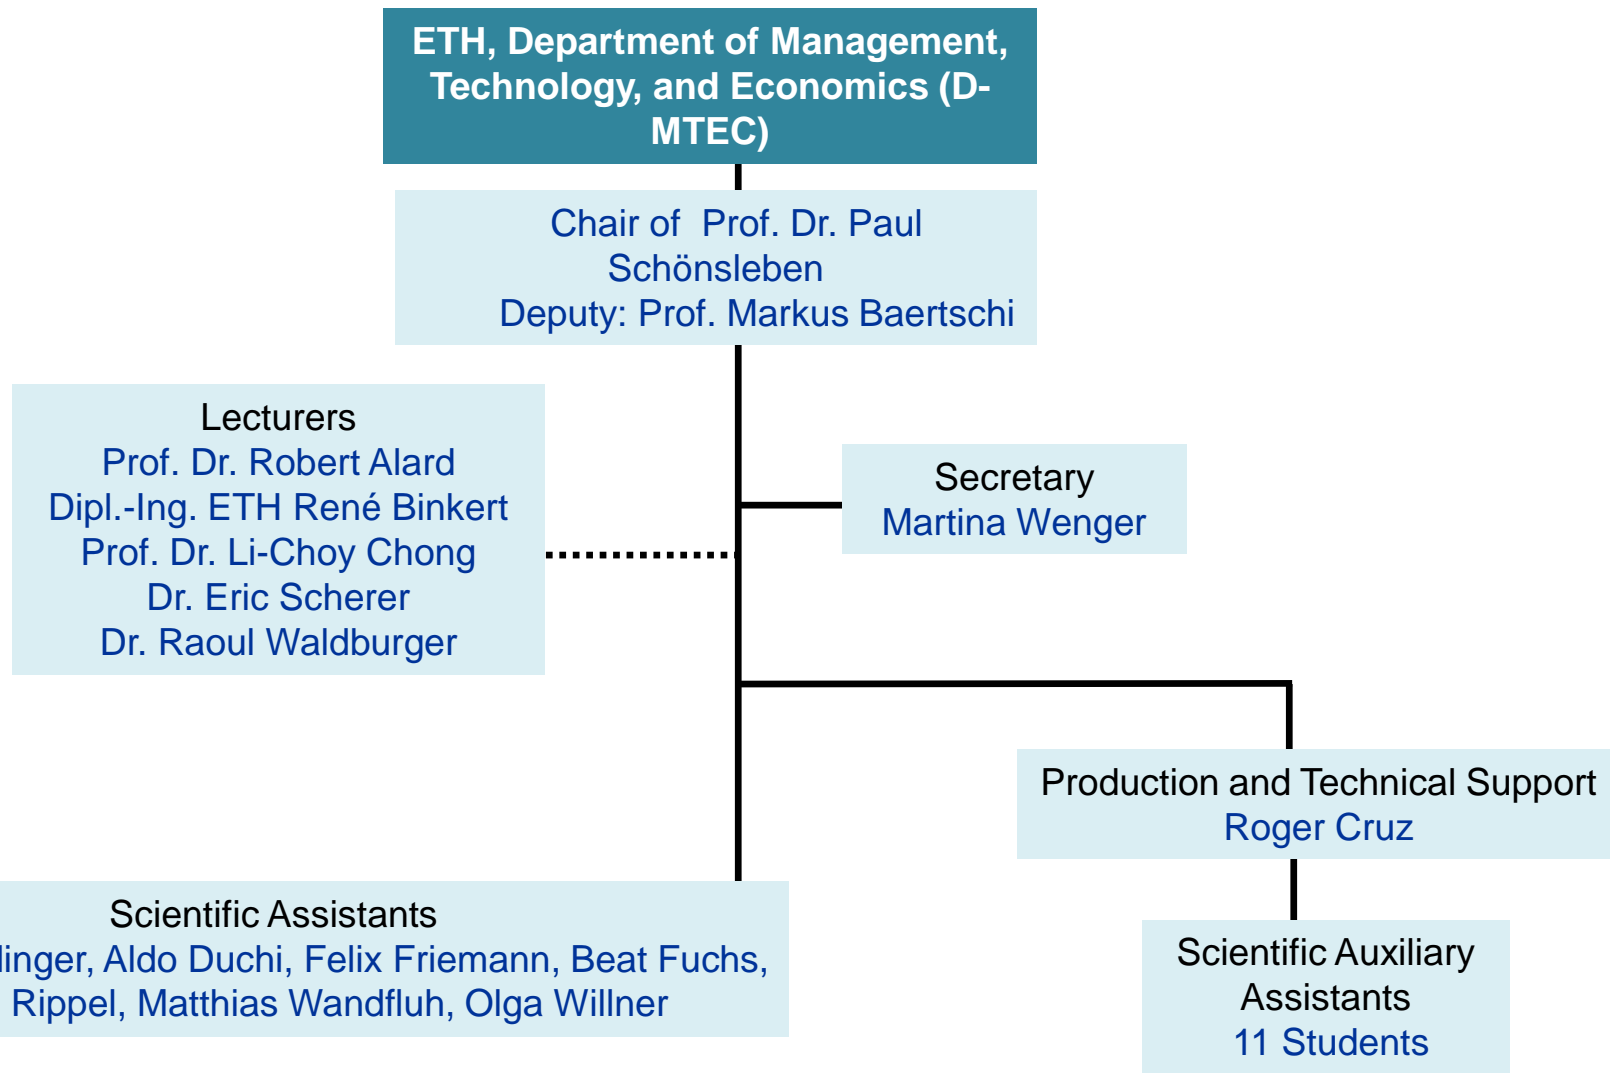 ETH, Department of Management,
Technology, and Economics (D-
MTEC)
Chair of Prof. Dr. Paul
Schönsleben
Deputy: Prof. Markus Baertschi
Lecturers
Prof. Dr. Robert Alard
Dipl.-Ing. ETH René Binkert
Prof. Dr. Li-Choy Chong
Dr. Eric Scherer
Dr. Raoul Waldburger
Secretary
Martina Wenger
Production and Technical Support
Roger Cruz
Scientific Assistants
Aldo Duchi, Felix Friemann, Beat Fuchs,
Rippel, Matthias Wandfluh, Olga Willner
Scientific Auxiliary
Assistants
11 Students